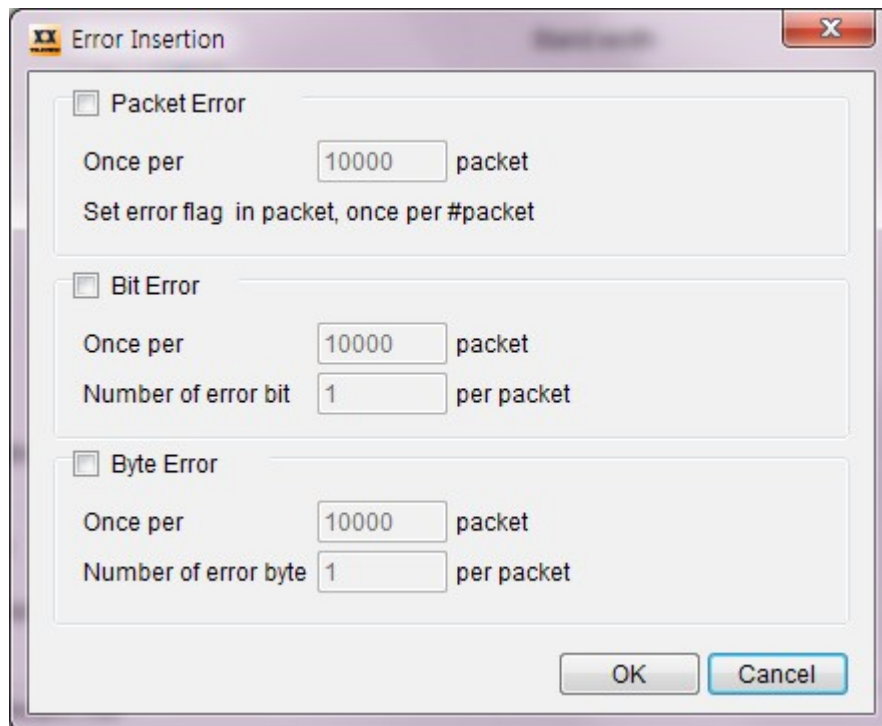 XX
Error Insertion
Packet Error
Once per 10000 packet
Set error flag in packet, once per #packet
Bit Error
Once per 10000 packet
Number of error bit 1 per packet
Byte Error
Once per 10000 packet
Number of error byte 1 per packet
OK Cancel